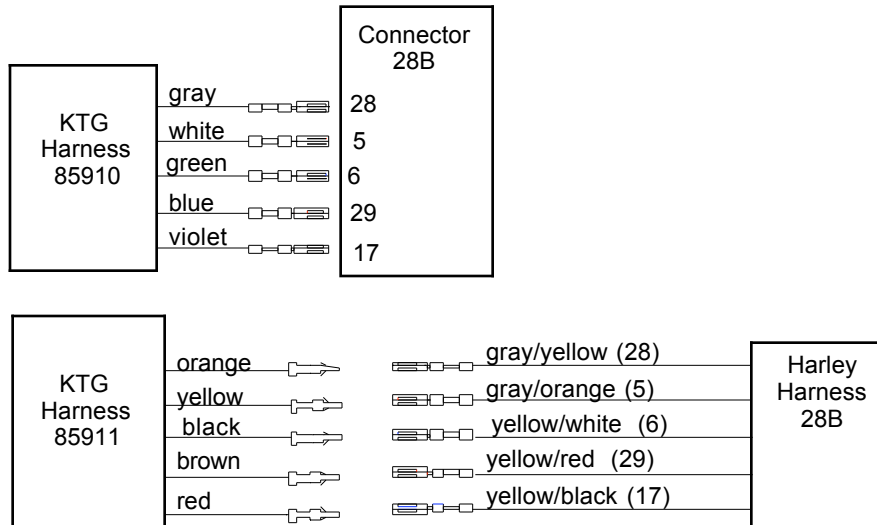 Connector
28B
KTG
Harness
85910
gray
28
white
5
green
6
blue
29
violet
17
KTG
Harness
85911
orange
yellow
black
brown
red
gray/yellow (28)
gray/orange (5)
yellow/white (6)
yellow/red (29)
yellow/black (17)
Harley
Harness
28B